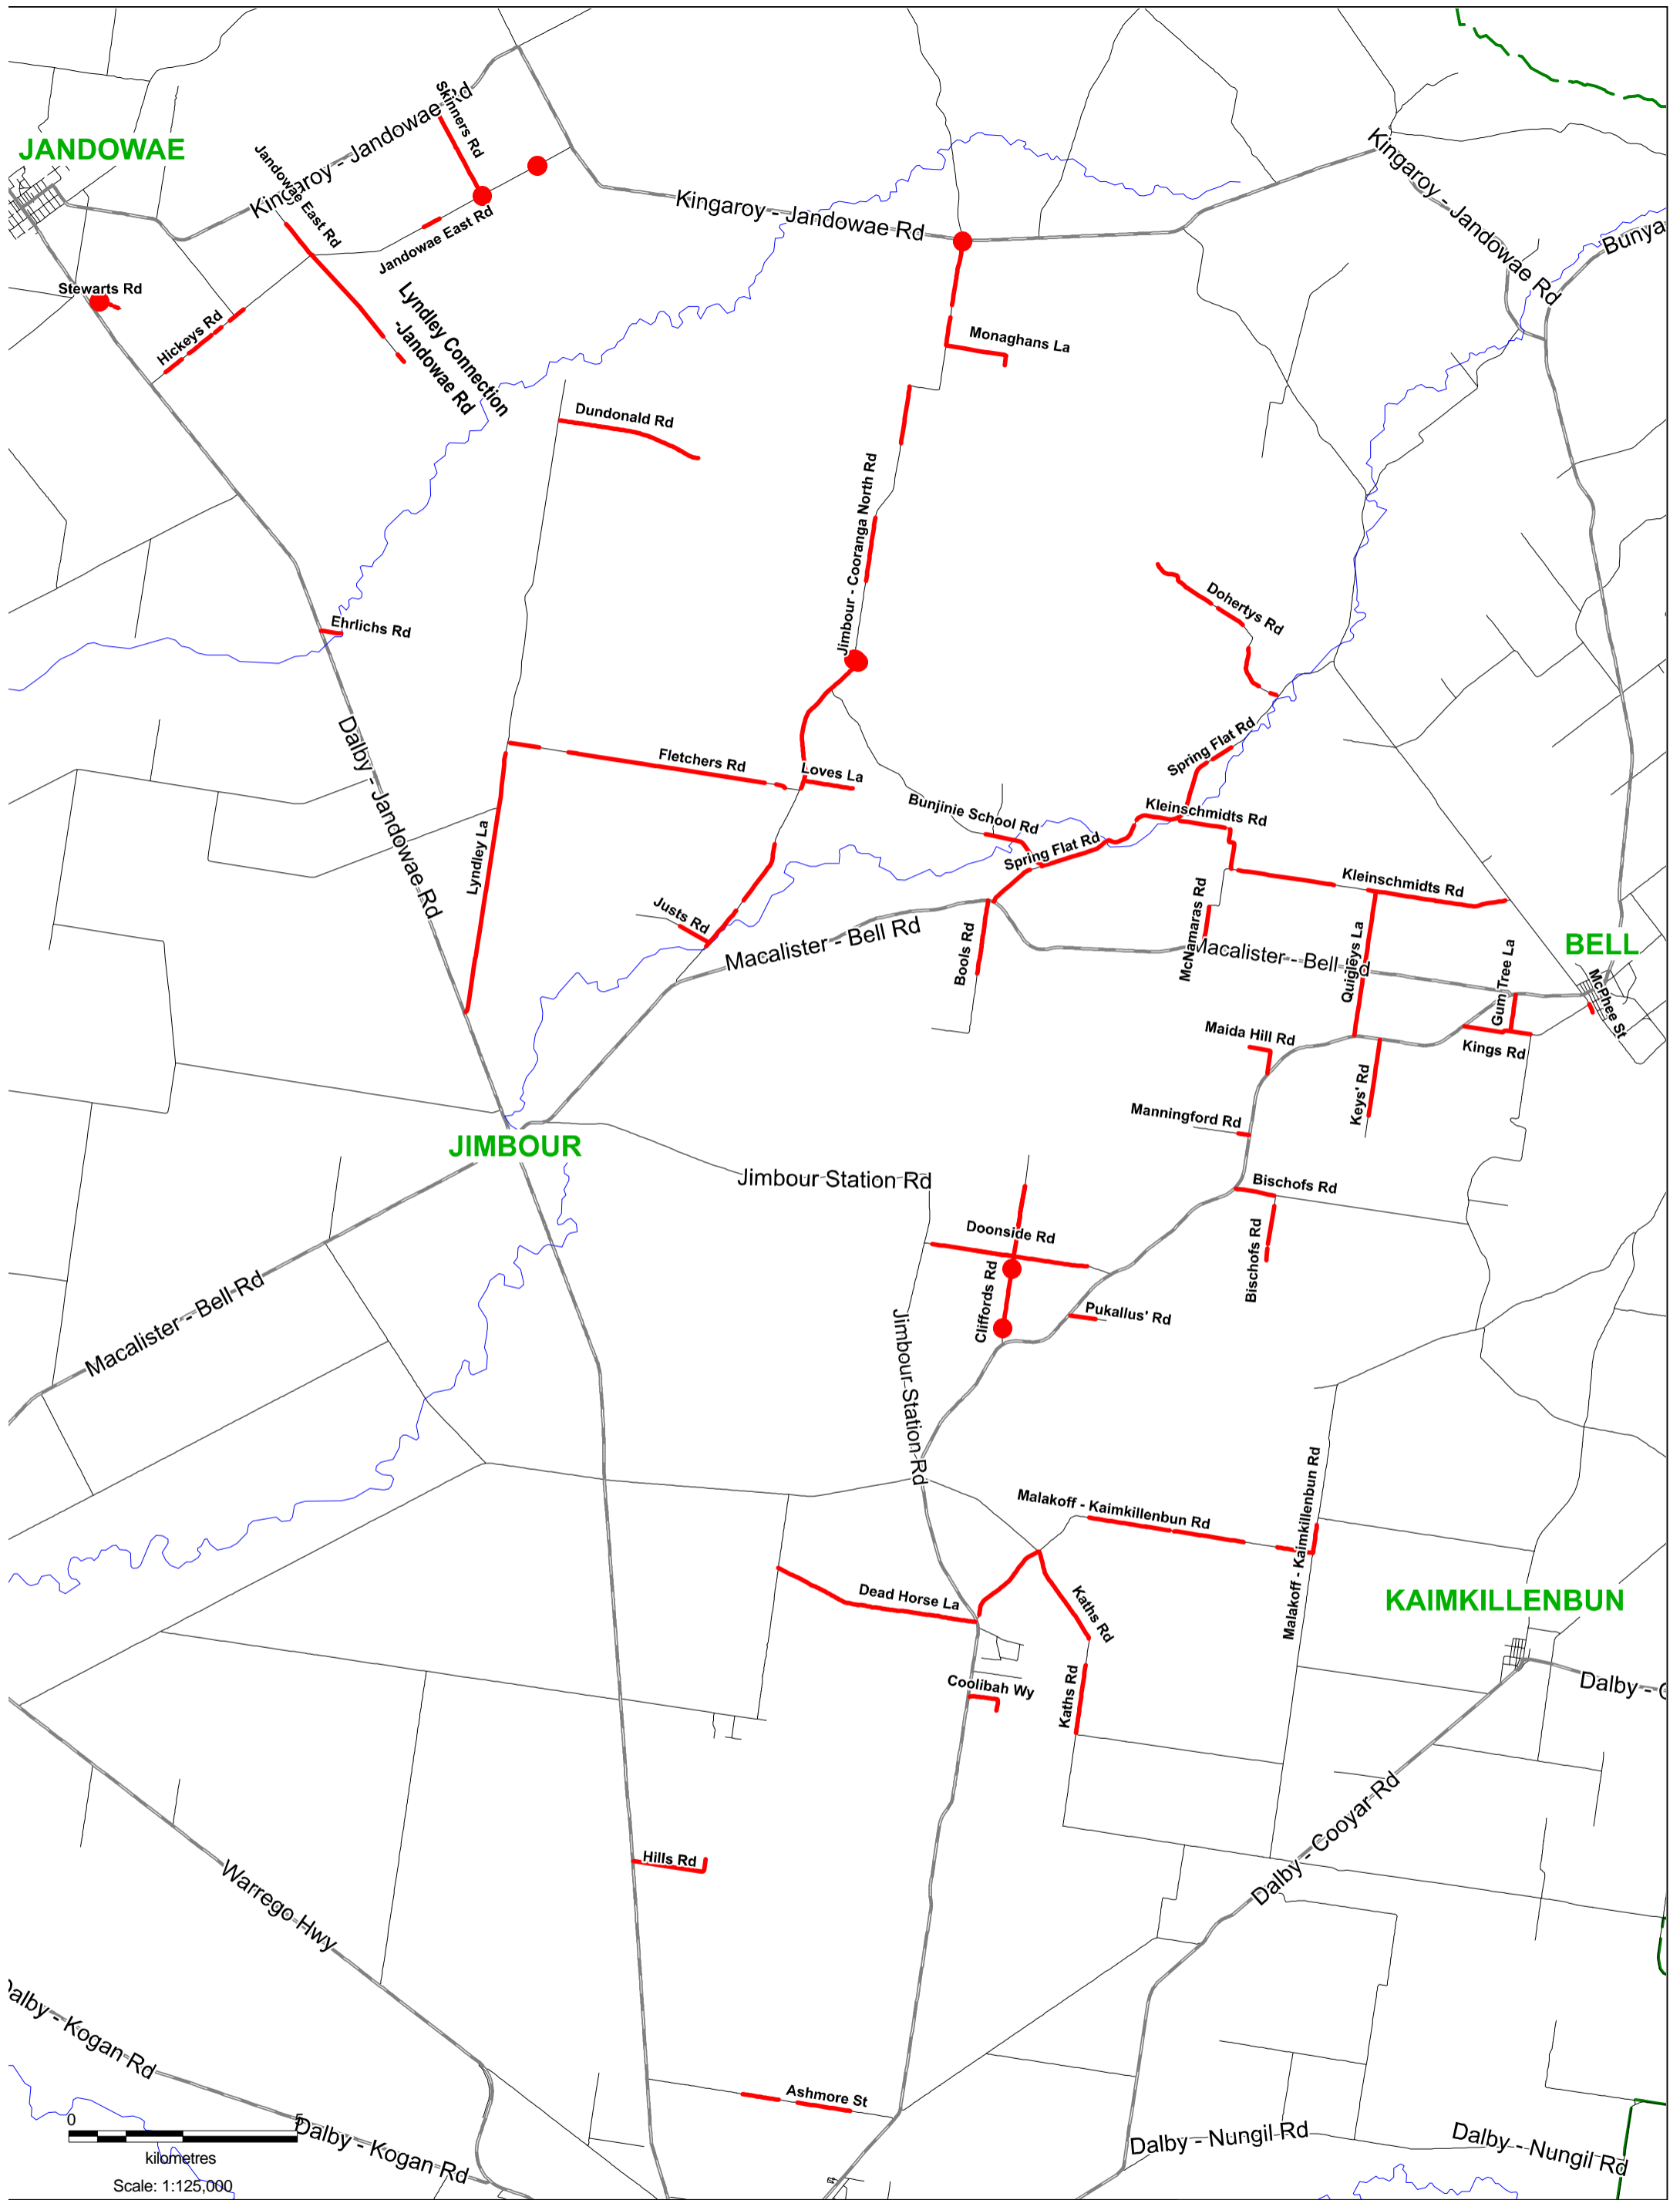 Skinners Rd
Kingaroy - Jandowae Rd
JANDOWAE
Jandowae East Rd
Kingaroy - Jandowae Rd
Kingaroy - Jandowae Rd
Bunya
Jandowae East Rd
Stewarts Rd
Hickeys Rd
Lyndley Connection
-Jandowae Rd
Monaghans La
Dundonald Rd
Jimbour - Cooranga North Rd
Dohertys Rd
Ehrlichs Rd
Dalby - Jandowae Rd
Spring Flat Rd
Fletchers Rd
Loves La
Bunjinie School Rd
Kleinschmidts Rd
Spring Flat Rd
Lyndley La
Kleinschmidts Rd
Justs Rd
McNamaras Rd
Macalister - Bell Rd
Bools Rd
Macalister - Bell Rd
Quigleys La
Gum Tree La
BELL
McPhee St
Maida Hill Rd
Kings Rd
Keys' Rd
Manningford Rd
JIMBOUR
Jimbour Station Rd
Bischofs Rd
Doonside Rd
Bischofs Rd
Cliffords Rd
Pukallus' Rd
Macalister - Bell Rd
Jimbour Station Rd
Malakoff - Kaimkillenbun Rd
Malakoff - Kaimkillenbun Rd
Dead Horse La
Kaths Rd
KAIMKILLENBUN
Kaths Rd
Coolibah Wy
Dalby - C
Dalby - Cooyar Rd
Hills Rd
Warrego Hwy
Dalby - Kogan Rd
Ashmore St
Dalby - Kogan Rd
Dalby - Nungil Rd
Dalby - Nungil Rd
0 5
kilometres
Scale: 1:125,000